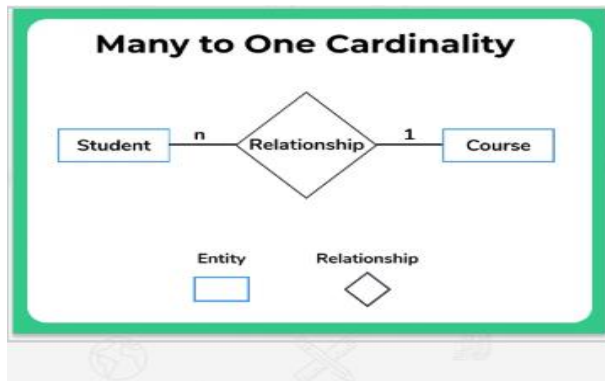 Many to One Cardinality
Student n Relationship 1 Course
Entity Relationship